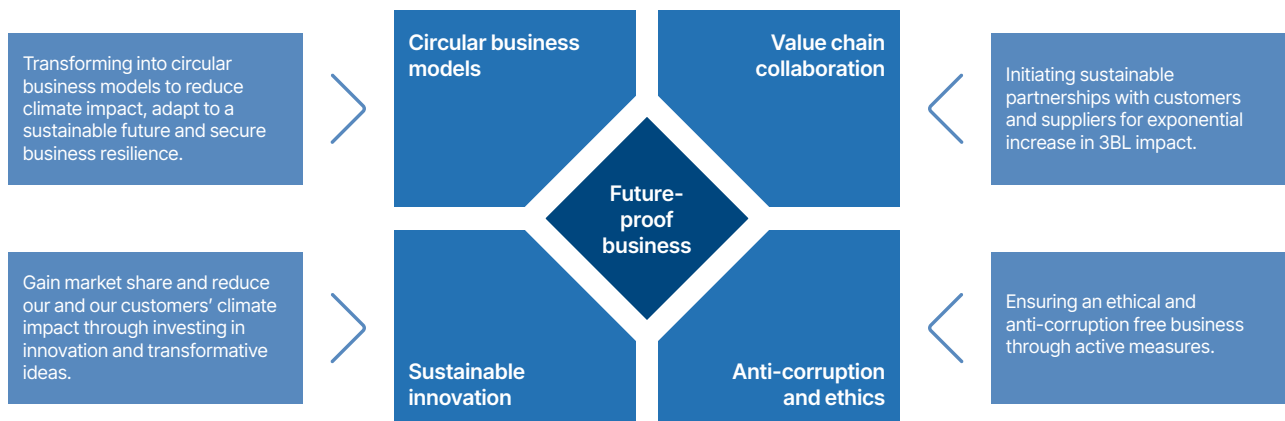 Transforming into circular
business models to reduce
climate impact, adapt to a
sustainable future and secure
business resilience.
Circular business
models
Value chain
collaboration
Initiating sustainable
partnerships with customers
and suppliers for exponential
increase in 3BL impact.
Future-
proof
business
Gain market share and reduce
our and our customers’ climate
impact through investing in
innovation and transformative
ideas.
Sustainable
innovation
Anti-corruption
and ethics
Ensuring an ethical and
anti-corruption free business
through active measures.